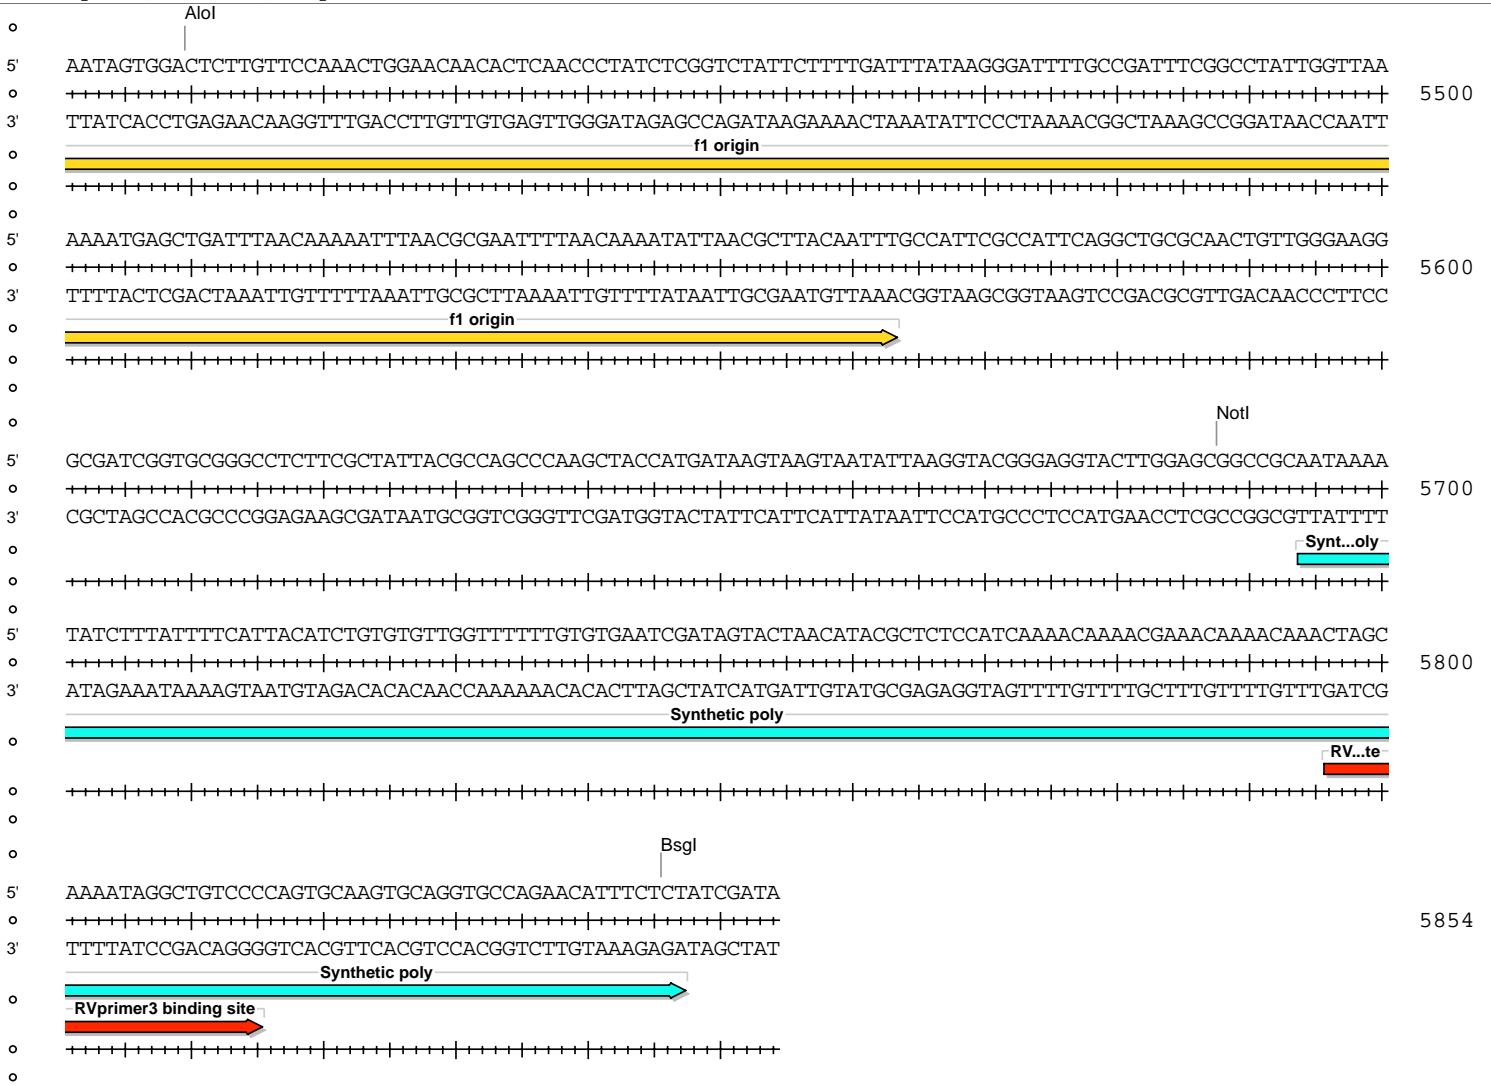 AloI
5' AATAGTGGACTCTTGTTCCAAACTGGAACAACACTCAACCCTATCTCGGTCTATTCTTTTGATTTATAAGGGATTTTGCCGATTTCGGCCTATTGGTTAA
5500
3' TTATCACCTGAGAACAAGGTTTGACCTTGTTGTGAGTTGGGATAGAGCCAGATAAGAAAACTAAATATTCCCTAAAACGGCTAAAGCCGGATAACCAATT
f1 origin
5' AAAATGAGCTGATTTAACAAAAATTTAACGCGAATTTTAACAAAATATTAACGCTTACAATTTGCCATTCGCCATTCAGGCTGCGCAACTGTTGGGAAGG
5600
3' TTTTACTCGACTAAATTGTTTTTAAATTGCGCTTAAAATTGTTTTATAATTGCGAATGTTAAACGGTAAGCGGTAAGTCCGACGCGTTGACAACCCTTCC
f1 origin
NotI
5' GCGATCGGTGCGGGCCTCTTCGCTATTACGCCAGCCCAAGCTACCATGATAAGTAAGTAATATTAAGGTACGGGAGGTACTTGGAGCGGCCGCAATAAAA
5700
3' CGCTAGCCACGCCCGGAGAAGCGATAATGCGGTCGGGTTCGATGGTACTATTCATTCATTATAATTCCATGCCCTCCATGAACCTCGCCGGCGTTATTTT
Synt...oly
5' TATCTTTATTTTCATTACATCTGTGTGTTGGTTTTTTGTGTGAATCGATAGTACTAACATACGCTCTCCATCAAAACAAAACGAAACAAAACAAACTAGC
5800
3' ATAGAAATAAAAGTAATGTAGACACACAACCAAAAAACACACTTAGCTATCATGATTGTATGCGAGAGGTAGTTTTGTTTTGCTTTGTTTTGTTTGATCG
Synthetic poly
RV...te
BsgI
5' AAAATAGGCTGTCCCCAGTGCAAGTGCAGGTGCCAGAACATTTCTCTATCGATA
5854
3' TTTTATCCGACAGGGGTCACGTTCACGTCCACGGTCTTGTAAAGAGATAGCTAT
Synthetic poly
RVprimer3 binding site